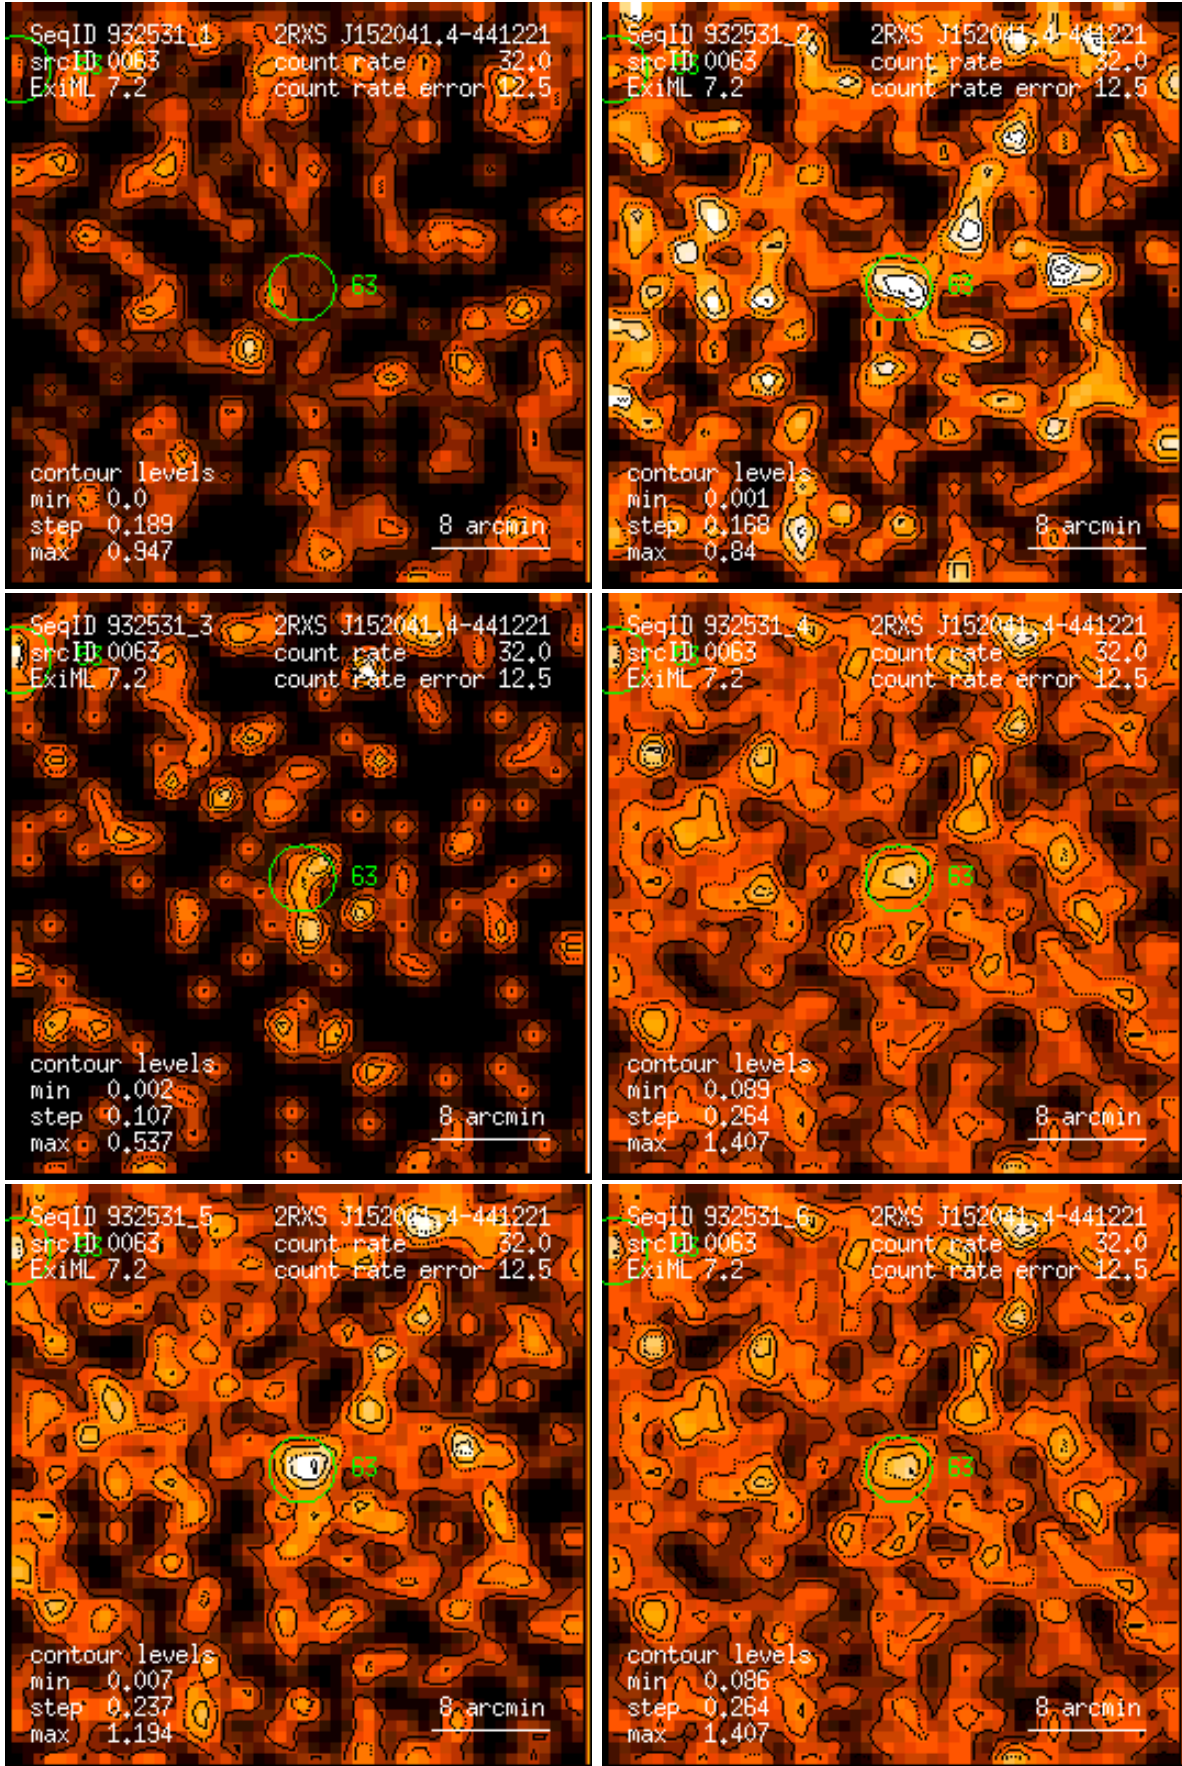 SeqID 932531_1 2RXS J152041.4-441221
srcID 0063 count rate 32.0
ExiML 7.2 count rate error 12.5
63
contour levels
min 0.0
step 0.189
max 0.947
8 arcmin
SeqID 932531_2 2RXS J152041.4-441221
srcID 0063 count rate 32.0
ExiML 7.2 count rate error 12.5
63
contour levels
min 0.001
step 0.168
max 0.84
8 arcmin
SeqID 932531_3 2RXS J152041.4-441221
srcID 0063 count rate 32.0
ExiML 7.2 count rate error 12.5
63
contour levels
min 0.002
step 0.107
max 0.537
8 arcmin
SeqID 932531_4 2RXS J152041.4-441221
srcID 0063 count rate 32.0
ExiML 7.2 count rate error 12.5
63
contour levels
min 0.089
step 0.264
max 1.407
8 arcmin
SeqID 932531_5 2RXS J152041.4-441221
srcID 0063 count rate 32.0
ExiML 7.2 count rate error 12.5
63
contour levels
min 0.007
step 0.237
max 1.194
8 arcmin
SeqID 932531_6 2RXS J152041.4-441221
srcID 0063 count rate 32.0
ExiML 7.2 count rate error 12.5
63
contour levels
min 0.086
step 0.264
max 1.407
8 arcmin